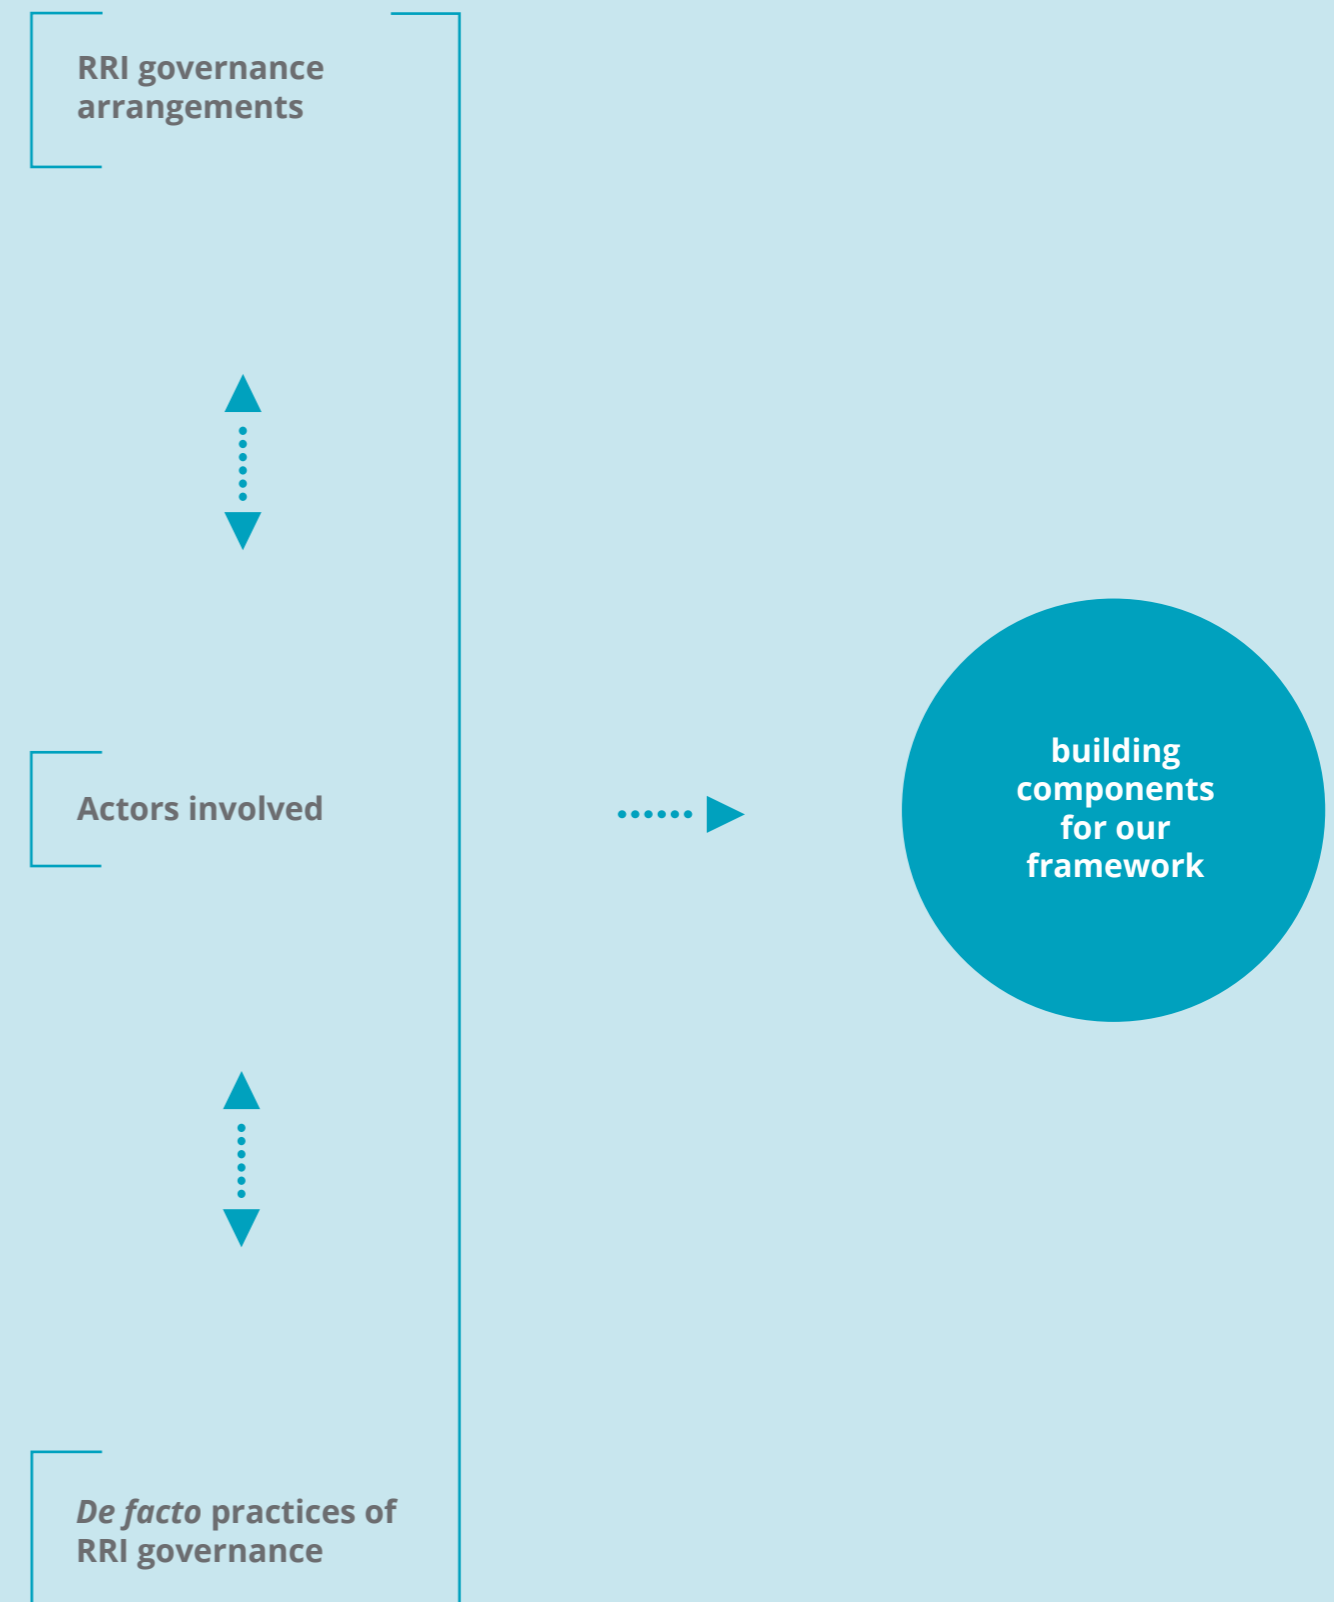 RRI governance
arrangements
Actors involved
building
components
for our
framework
De facto practices of
RRI governance